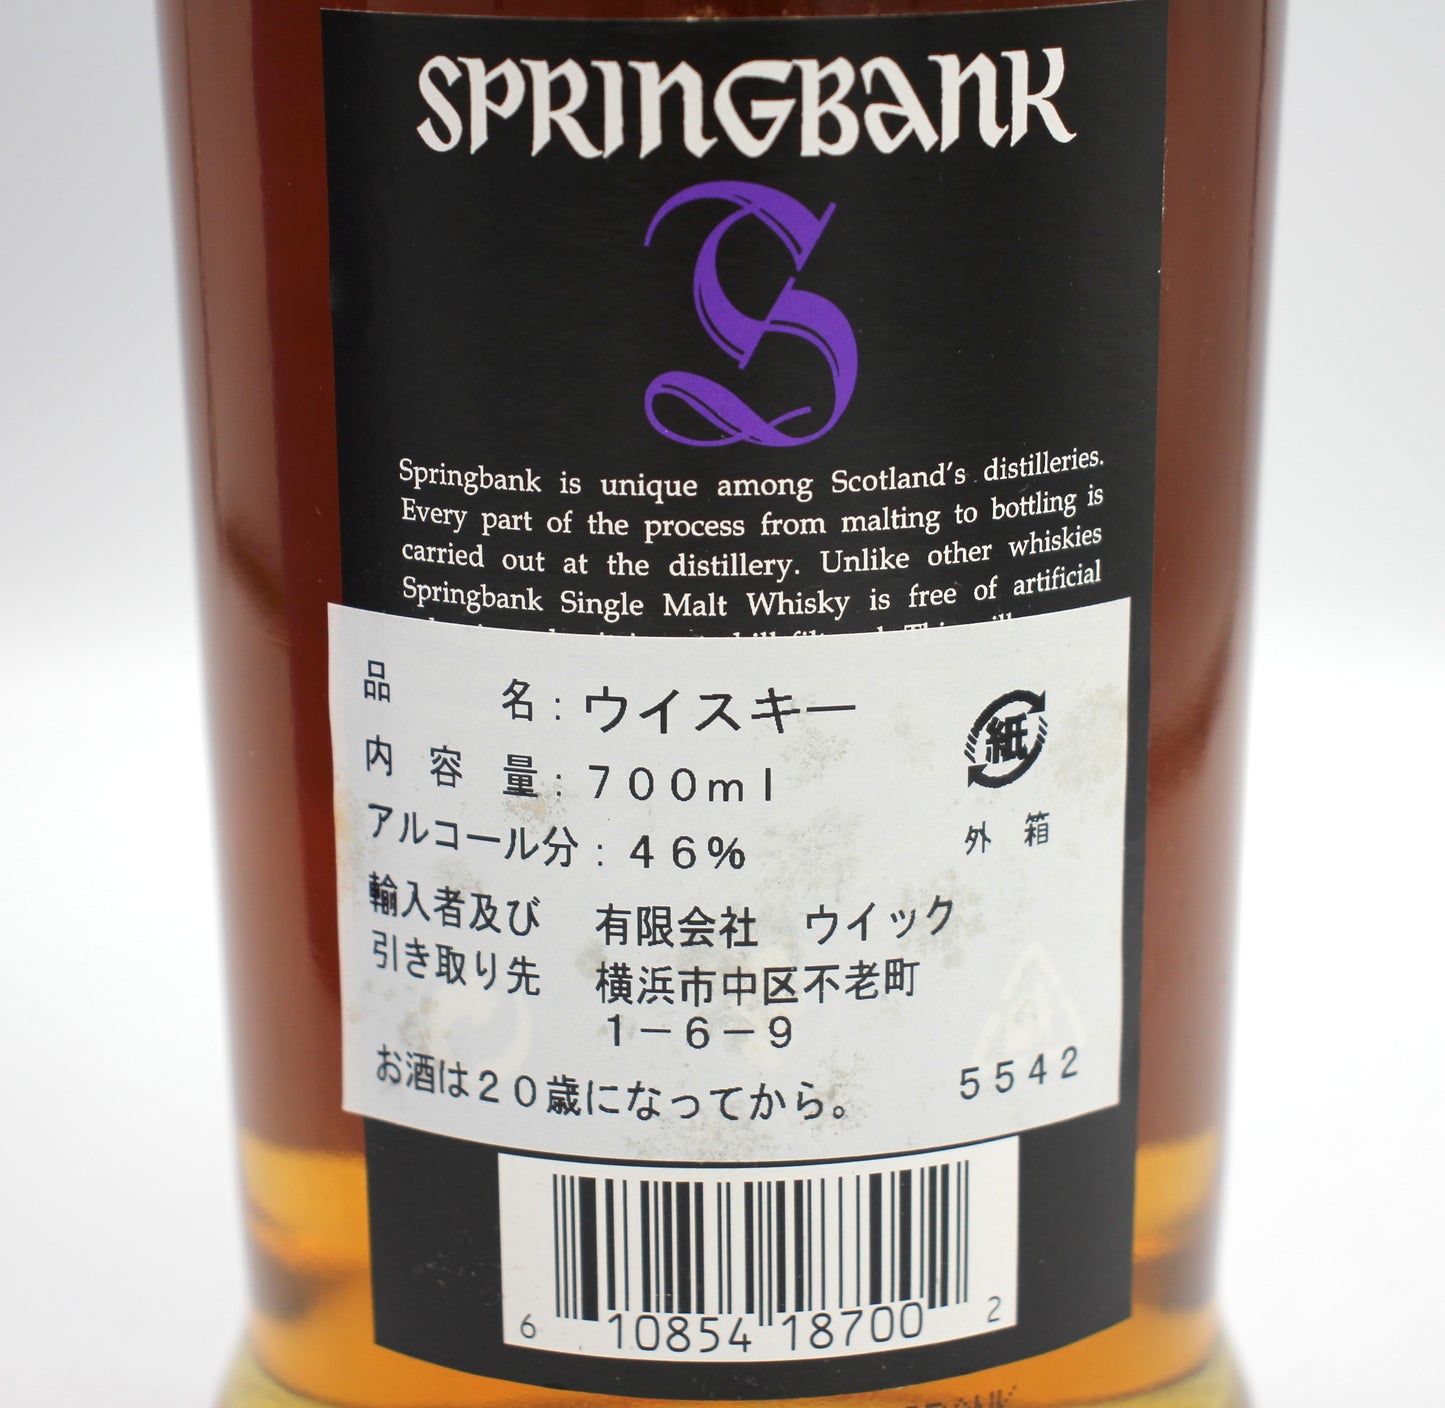 SPRINGBANK
S
Springbank is unique among Scotland's distilleries.
Every part of the process from malting to bottling is
carried out at the distillery. Unlike other whiskies
Springbank Single Malt Whisky is free of artificial
品名：ウイスキー
内容量：７００ｍｌ
アルコール分：４６％
紙
外箱
輸入者及び 有限会社 ウイック
引き取り先 横浜市中区不老町
１－６－９
お酒は２０歳になってから。 ５５４２
6 10854 18700 2